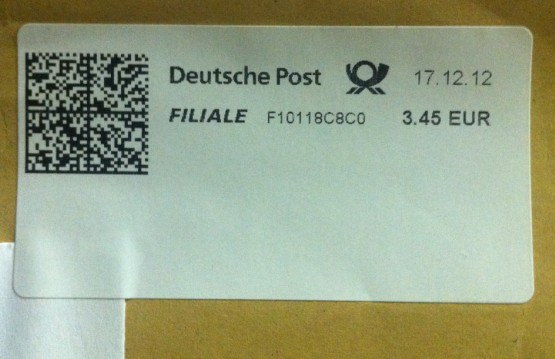 Deutsche Post 17.12.12
FILIALE F10118C8C0 3.45 EUR